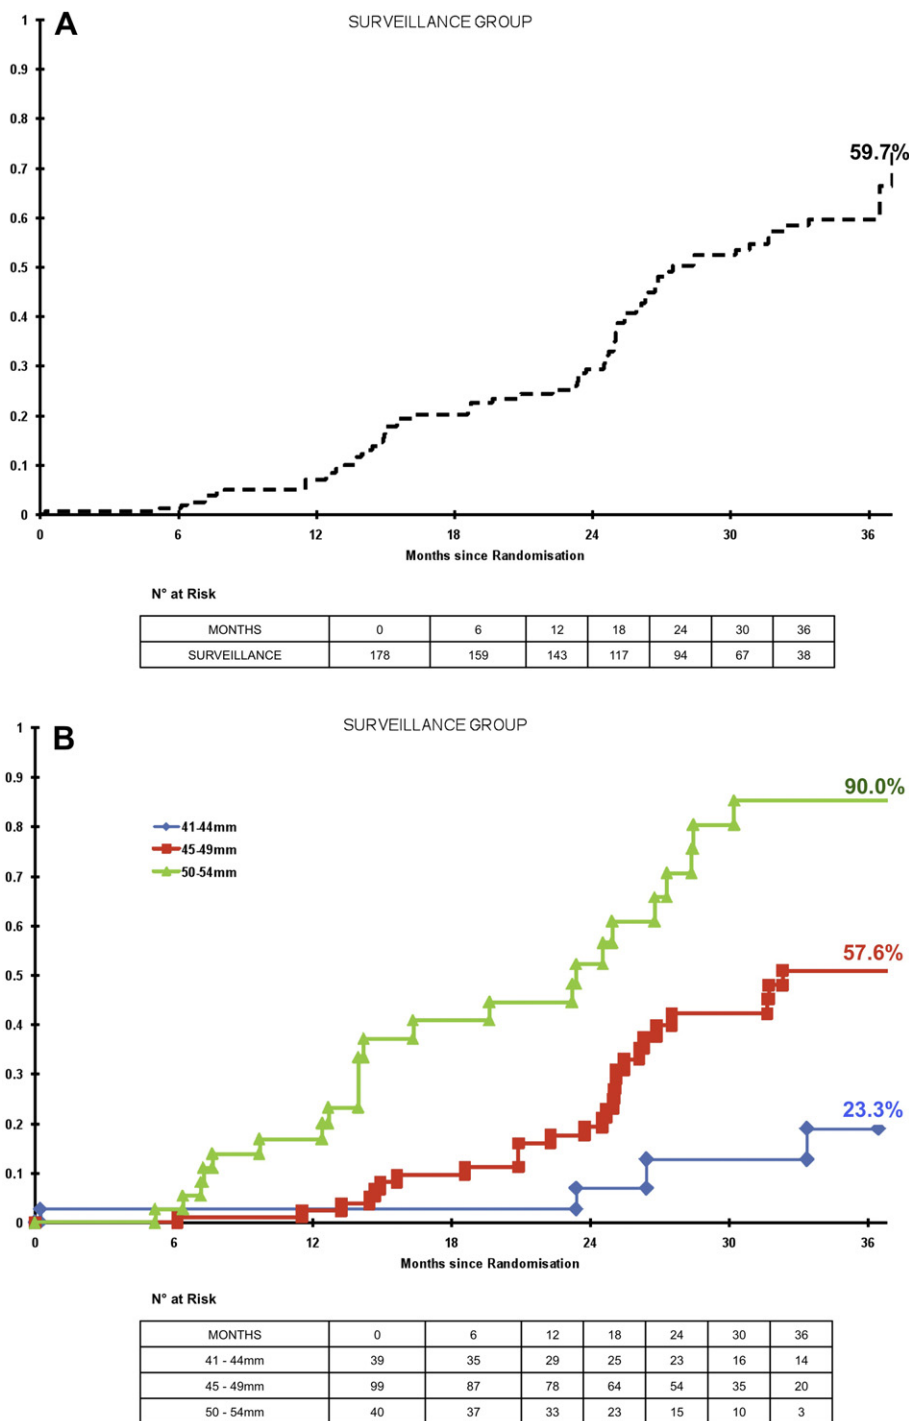 A SURVEILLANCE GROUP
1
0.9
0.8
0.7
0.6
0.5
0.4
0.3
0.2
0.1
0
59.7%
0 6 12 18 24 30 36
Months since Randomisation
N° at Risk
MONTHS 0 6 12 18 24 30 36
SURVEILLANCE 178 159 143 117 94 67 38
B SURVEILLANCE GROUP
1
0.9
0.8
0.7
0.6
0.5
0.4
0.3
0.2
0.1
0
41-44mm
45-49mm
50-54mm
90.0%
57.6%
23.3%
0 6 12 18 24 30 36
Months since Randomisation
N° at Risk
MONTHS 0 6 12 18 24 30 36
41 - 44mm 39 35 29 25 23 16 14
45 - 49mm 99 87 78 64 54 35 20
50 - 54mm 40 37 33 23 15 10 3